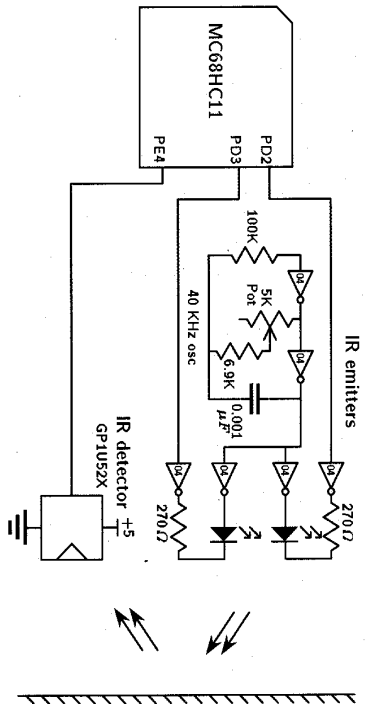 MC68HC11
PD2
PD3
PE4
IR emitters
100K
04
5K
Pot
04
6.9K
40 KHz osc
0.001
µF
04
04
04
04
270Ω
270Ω
IR detector
GP1U52X
+5